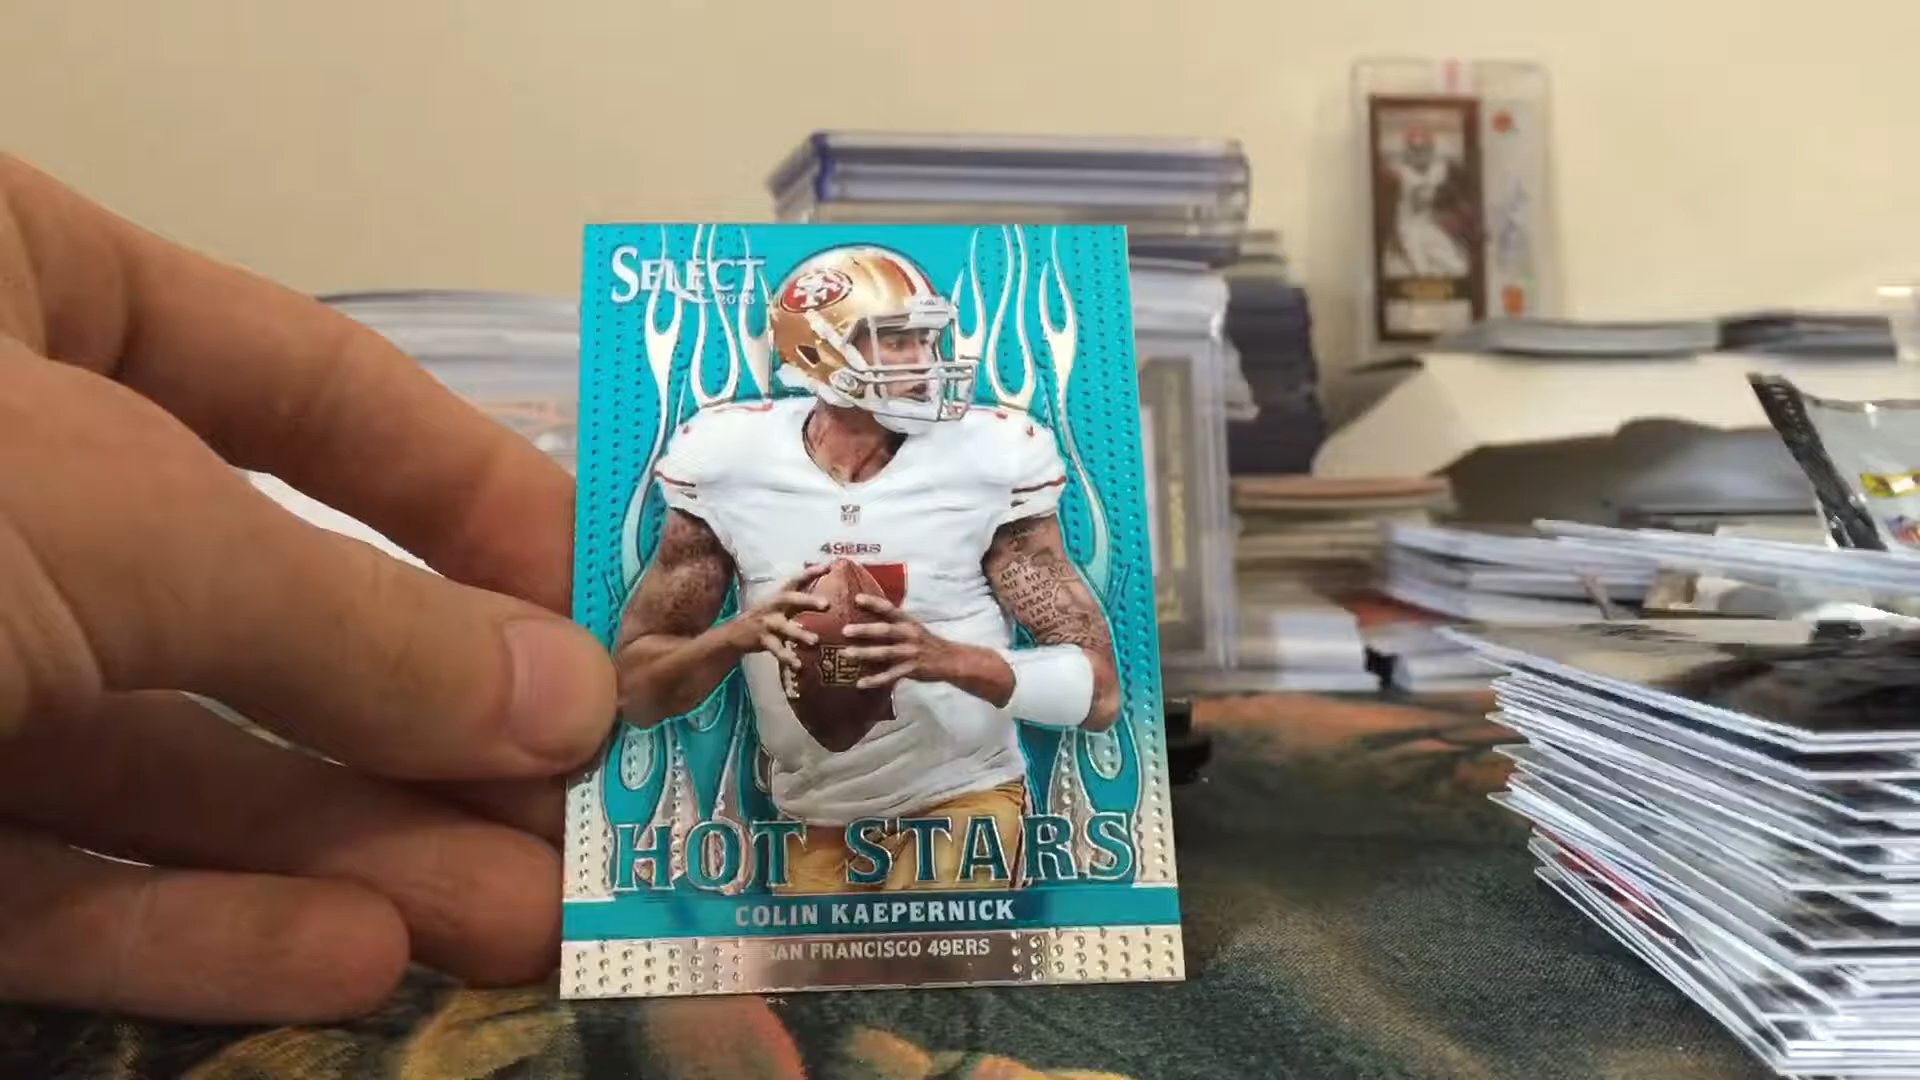 SELECT
2013
49ERS
HOT STARS
COLIN KAEPERNICK
SAN FRANCISCO 49ERS